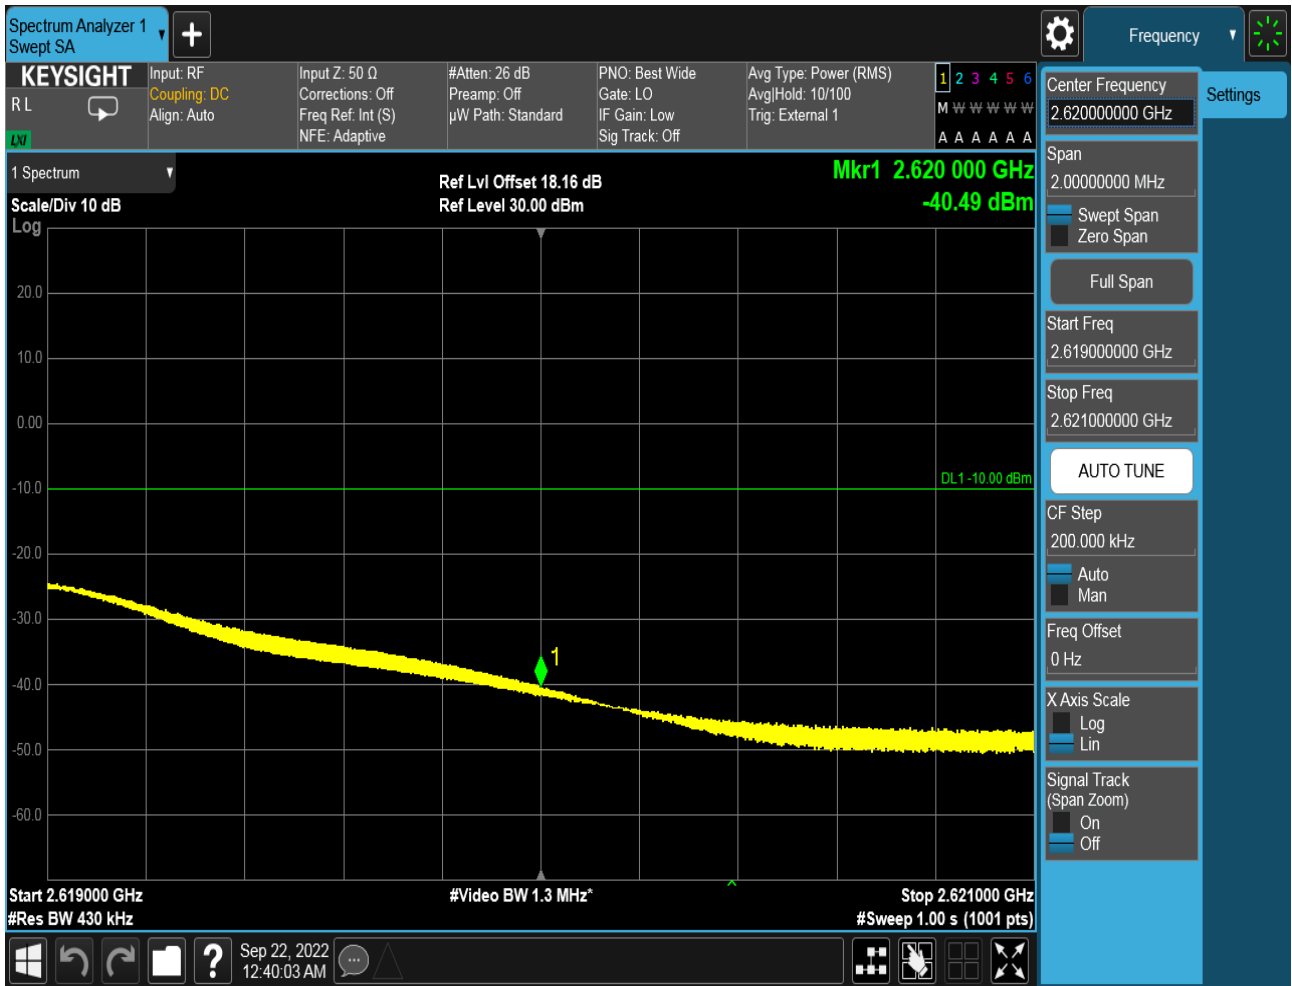 Spectrum Analyzer 1
Swept SA
Frequency
KEYSIGHT
R L
LXI
Input: RF
Coupling: DC
Align: Auto
Input Z: 50 Ω
Corrections: Off
Freq Ref: Int (S)
NFE: Adaptive
#Atten: 26 dB
Preamp: Off
µW Path: Standard
PNO: Best Wide
Gate: LO
IF Gain: Low
Sig Track: Off
Avg Type: Power (RMS)
Avg|Hold: 10/100
Trig: External 1
1 2 3 4 5 6
M W W W W W
A A A A A A
1 Spectrum
Scale/Div 10 dB
Log
Ref Lvl Offset 18.16 dB
Ref Level 30.00 dBm
Mkr1 2.620 000 GHz
-40.49 dBm
20.0
10.0
0.00
-10.0
-20.0
-30.0
-40.0
-50.0
-60.0
DL1 -10.00 dBm
1
Start 2.619000 GHz
#Res BW 430 kHz
#Video BW 1.3 MHz*
Stop 2.621000 GHz
#Sweep 1.00 s (1001 pts)
Sep 22, 2022
12:40:03 AM
Center Frequency
2.620000000 GHz
Span
2.00000000 MHz
Swept Span
Zero Span
Full Span
Start Freq
2.619000000 GHz
Stop Freq
2.621000000 GHz
AUTO TUNE
CF Step
200.000 kHz
Auto
Man
Freq Offset
0 Hz
X Axis Scale
Log
Lin
Signal Track
(Span Zoom)
On
Off
Settings